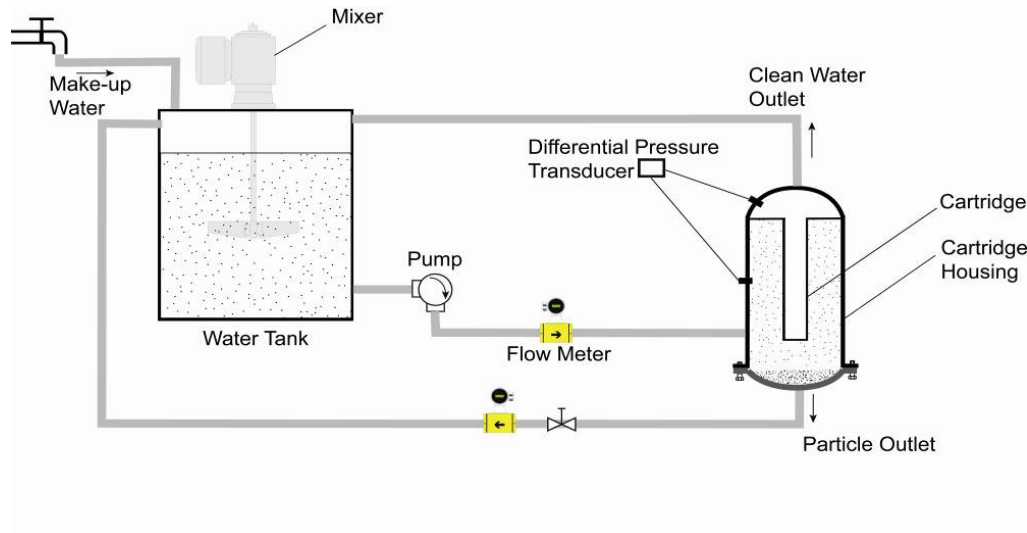 Mixer
Make-up
Water
Clean Water
Outlet
Differential Pressure
Transducer
Cartridge
Cartridge
Housing
Pump
Water Tank
Flow Meter
Particle Outlet